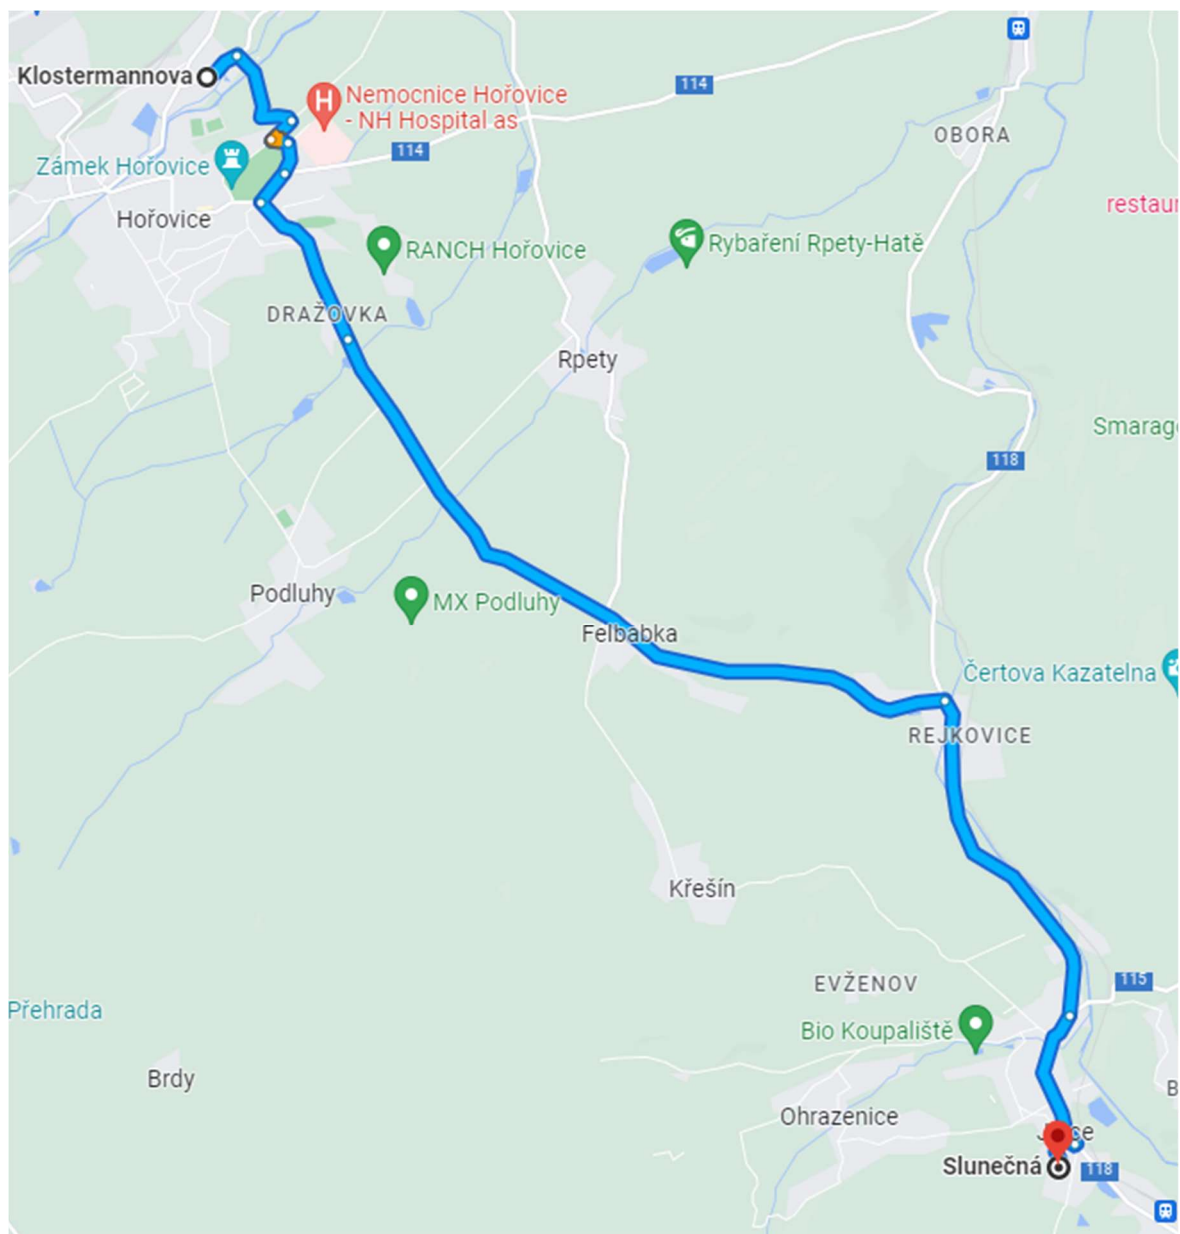 Klostermannova
Nemocnice Hořovice
- NH Hospital as
114
OBORA
114
Zámek Hořovice
restaur
Hořovice
RANCH Hořovice
Rybaření Rpety-Hatě
DRAŽOVKA
Rpety
Smarag
118
Podluhy
MX Podluhy
Felbabka
Čertova Kazatelna
REJKOVICE
Křešín
EVŽENOV
115
Přehrada
Bio Koupaliště
Brdy
B
Ohrazenice
Slunečná
118